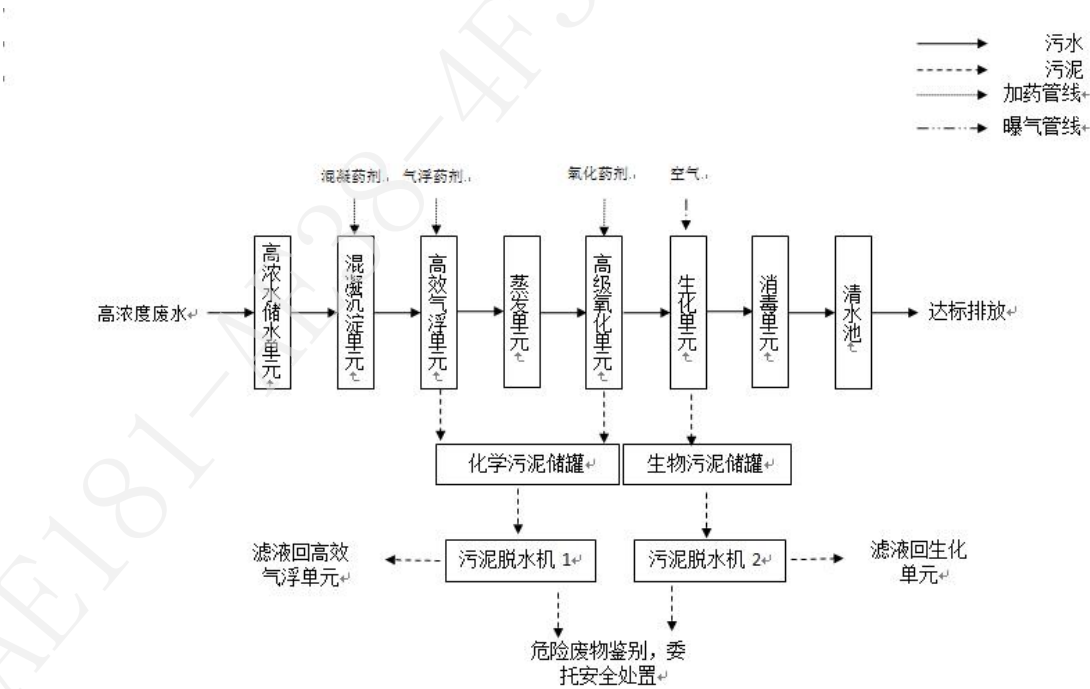 污水
污泥
加药管线
曝气管线
混凝药剂
气浮药剂
氧化药剂
空气
高浓度废水
高浓水储水单元
混凝沉淀单元
高效气浮单元
蒸发单元
高级氧化单元
生化单元
消毒单元
清水池
达标排放
化学污泥储罐
生物污泥储罐
滤液回高效
气浮单元
污泥脱水机 1
污泥脱水机 2
滤液回生化
单元
危险废物鉴别，委
托安全处置
AE181-AF38-4F3